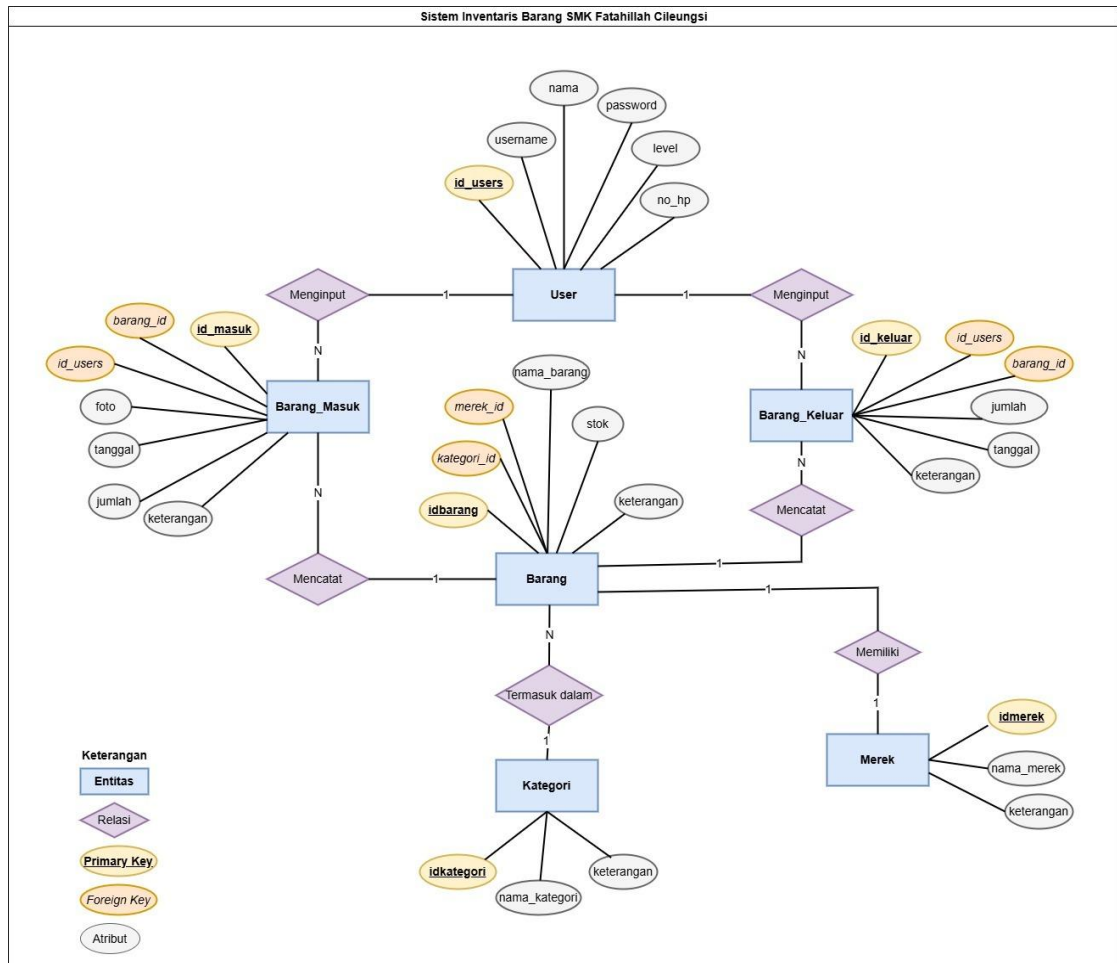 Sistem Inventaris Barang SMK Fatahillah Cileungsi
nama
password
username
level
id_users
no_hp
User
Menginput
1
1
Menginput
N
N
barang_id
id_masuk
id_users
foto
tanggal
jumlah
keterangan
Barang_Masuk
id_keluar
id_users
barang_id
jumlah
tanggal
keterangan
Barang_Keluar
nama_barang
merek_id
stok
kategori_id
idbarang
keterangan
Barang
N
Mencatat
1
N
Mencatat
1
1
Memiliki
1
N
Termasuk dalam
1
Kategori
idkategori
nama_kategori
keterangan
Merek
idmerek
nama_merek
keterangan
Keterangan
Entitas
Relasi
Primary Key
Foreign Key
Atribut